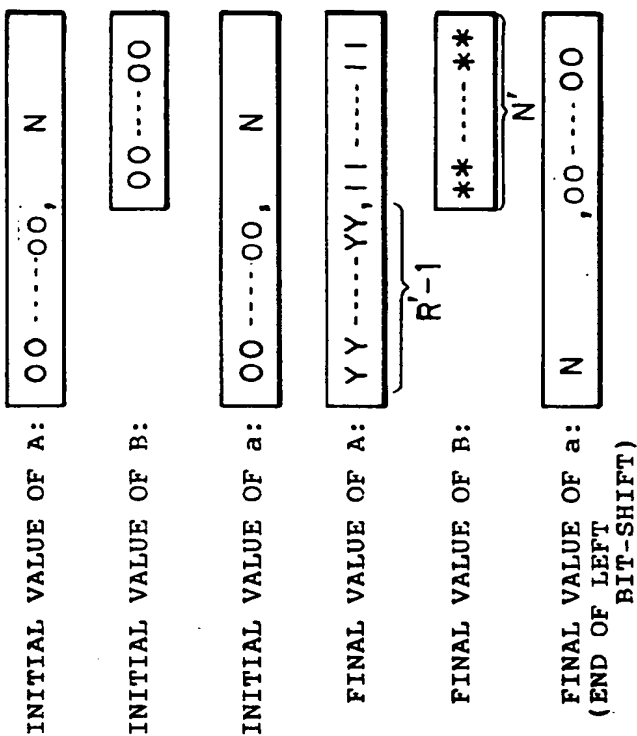 INITIAL VALUE OF A: 00 -----00, N
INITIAL VALUE OF B: 00 ----00
INITIAL VALUE OF a: 00 ----00, N
FINAL VALUE OF A: YY -----YY, 11 ----- 11
R'-1
FINAL VALUE OF B: ** ----- **
N'
FINAL VALUE OF a: N ,00 ---- 00
(END OF LEFT
BIT-SHIFT)